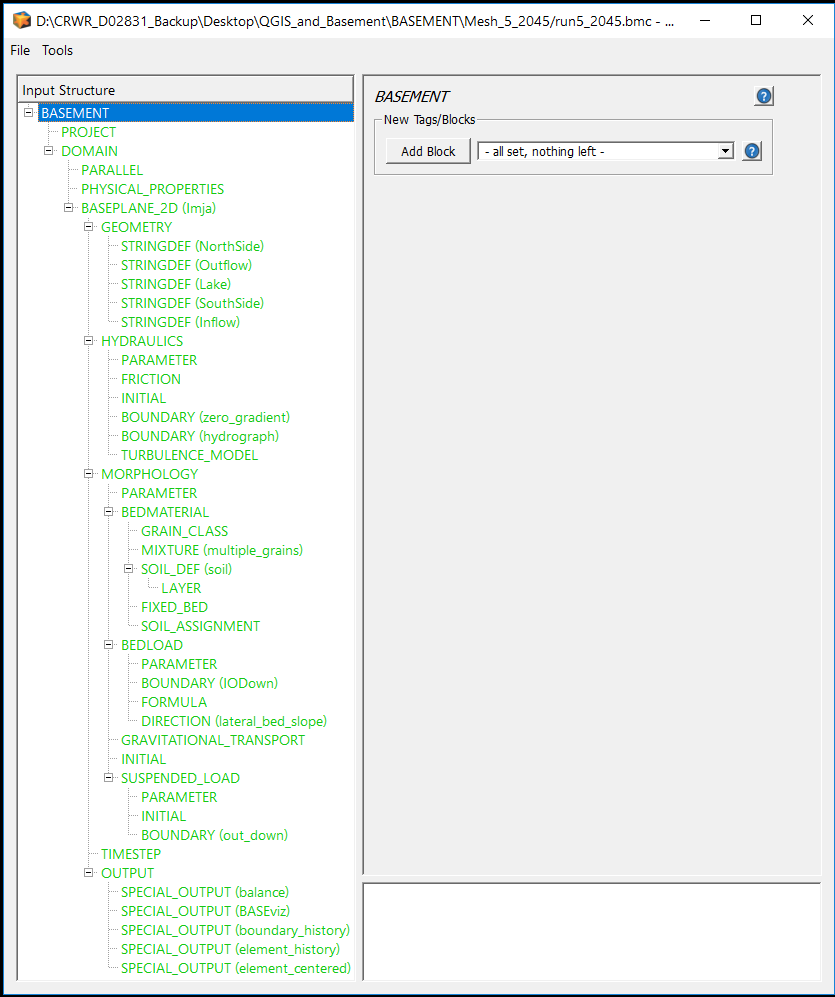 D:\CRWR_D02831_Backup\Desktop\QGIS_and_Basement\BASEMENT\Mesh_5_2045/run5_2045.bmc - ...
File Tools
Input Structure
BASEMENT
PROJECT
DOMAIN
PARALLEL
PHYSICAL_PROPERTIES
BASEPLANE_2D (Imja)
GEOMETRY
STRINGDEF (NorthSide)
STRINGDEF (Outflow)
STRINGDEF (Lake)
STRINGDEF (SouthSide)
STRINGDEF (Inflow)
HYDRAULICS
PARAMETER
FRICTION
INITIAL
BOUNDARY (zero_gradient)
BOUNDARY (hydrograph)
TURBULENCE_MODEL
MORPHOLOGY
PARAMETER
BEDMATERIAL
GRAIN_CLASS
MIXTURE (multiple_grains)
SOIL_DEF (soil)
LAYER
FIXED_BED
SOIL_ASSIGNMENT
BEDLOAD
PARAMETER
BOUNDARY (IODown)
FORMULA
DIRECTION (lateral_bed_slope)
GRAVITATIONAL_TRANSPORT
INITIAL
SUSPENDED_LOAD
PARAMETER
INITIAL
BOUNDARY (out_down)
TIMESTEP
OUTPUT
SPECIAL_OUTPUT (balance)
SPECIAL_OUTPUT (BASEviz)
SPECIAL_OUTPUT (boundary_history)
SPECIAL_OUTPUT (element_history)
SPECIAL_OUTPUT (element_centered)
BASEMENT
?
New Tags/Blocks
Add Block - all set, nothing left - ?